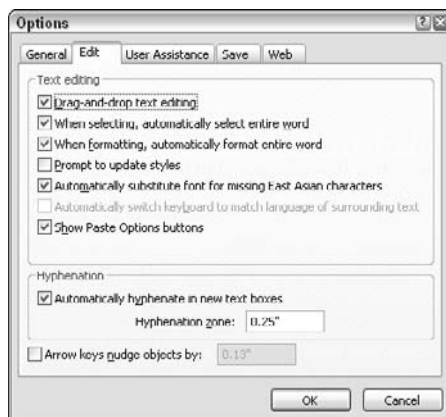 Options
General Edit User Assistance Save Web
Text editing
Drag-and-drop text editing
When selecting, automatically select entire word
When formatting, automatically format entire word
Prompt to update styles
Automatically substitute font for missing East Asian characters
Automatically switch keyboard to match language of surrounding text
Show Paste Options buttons
Hyphenation
Automatically hyphenate in new text boxes
Hyphenation zone: 0.25"
Arrow keys nudge objects by: 0.13"
OK Cancel